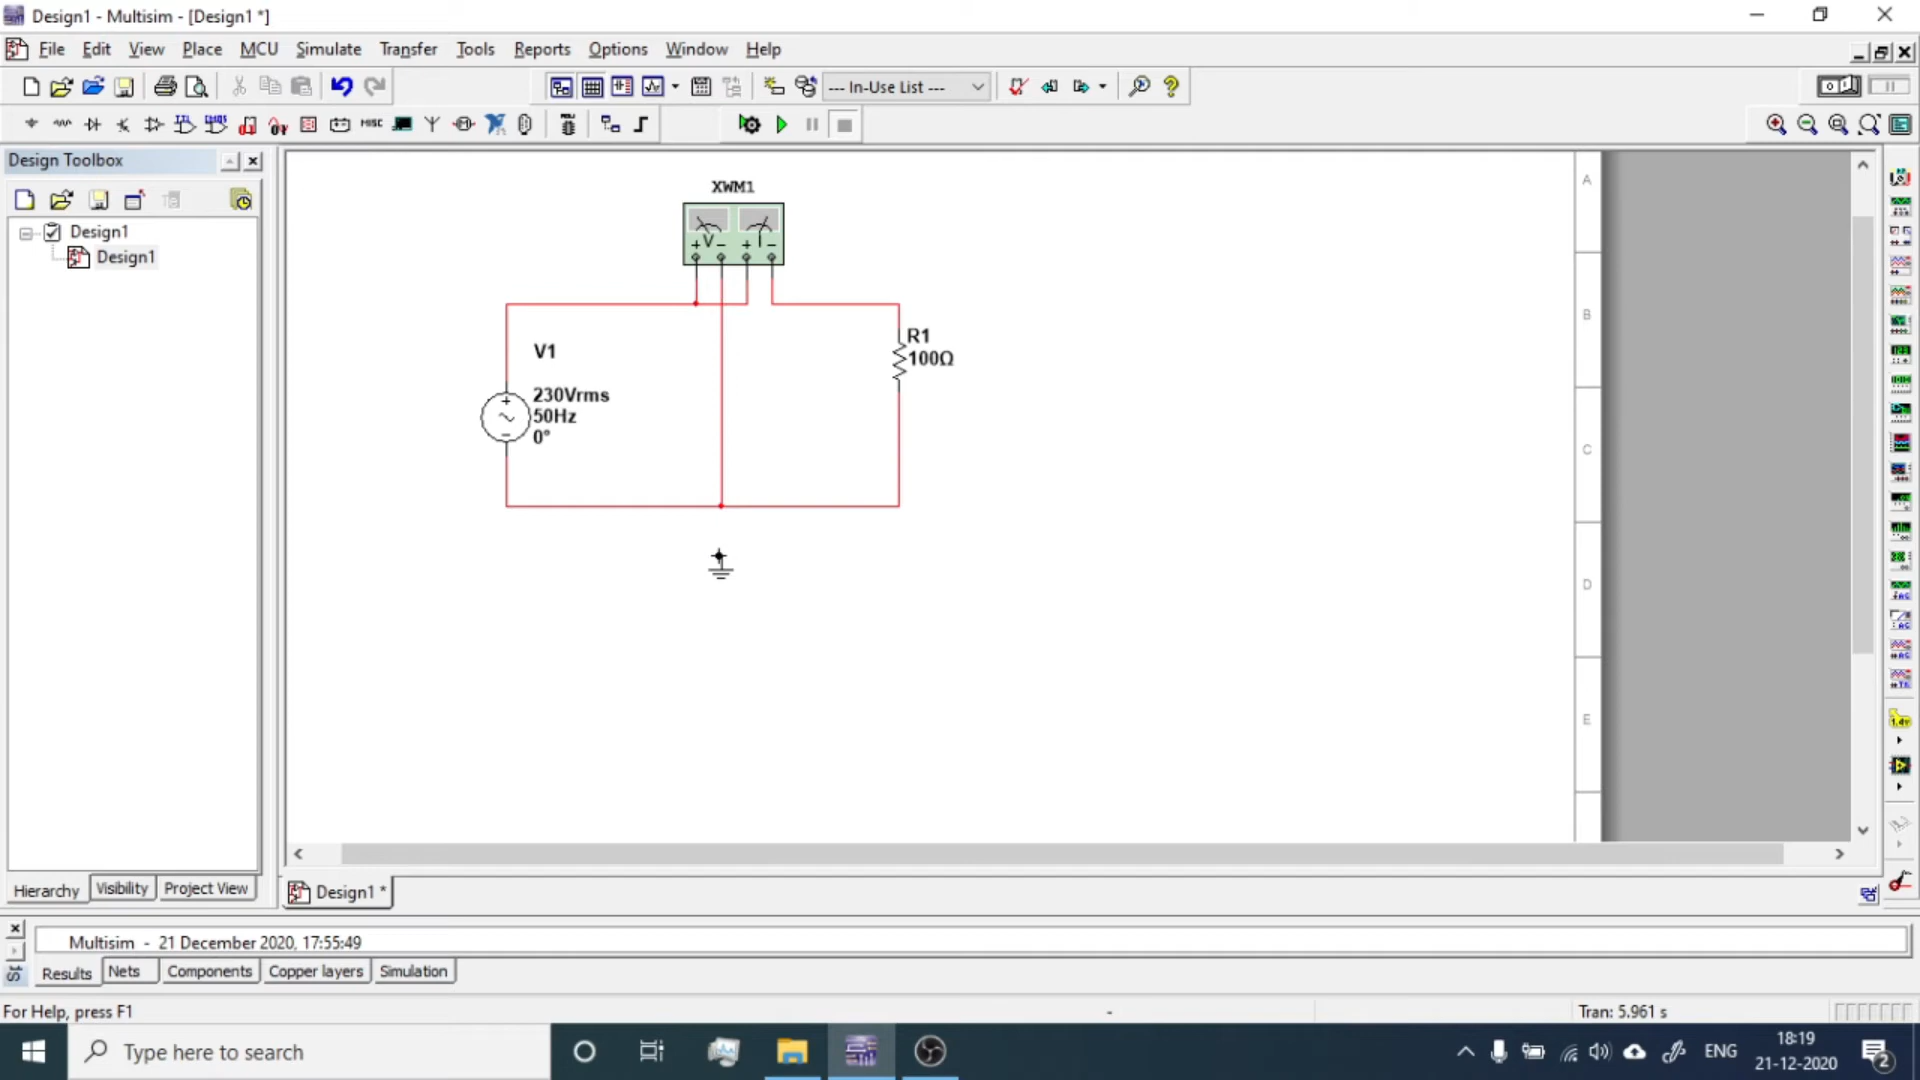 Design1 - Multisim - [Design1 *]
File Edit View Place MCU Simulate Transfer Tools Reports Options Window Help
--- In-Use List ---
MISC
Design Toolbox
Design1
Design1
XWM1
+ V - + I -
V1
230Vrms
50Hz
0°
R1
100Ω
A
B
C
D
E
Hierarchy Visibility Project View
Design1 *
Multisim - 21 December 2020, 17:55:49
Results Nets Components Copper layers Simulation
For Help, press F1
-
Tran: 5.961 s
Type here to search
ENG
18:19
21-12-2020
2